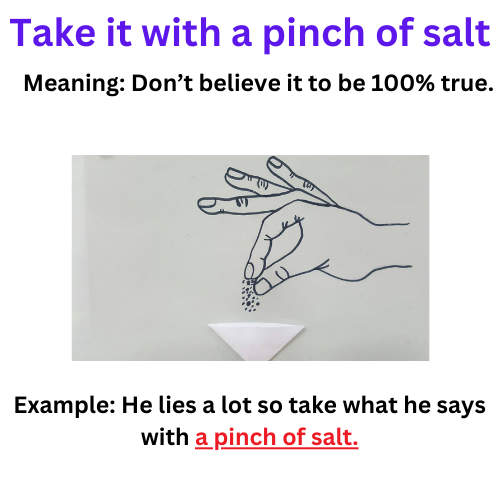 Take it with a pinch of salt
Meaning: Don’t believe it to be 100% true.
Example: He lies a lot so take what he says
with a pinch of salt.